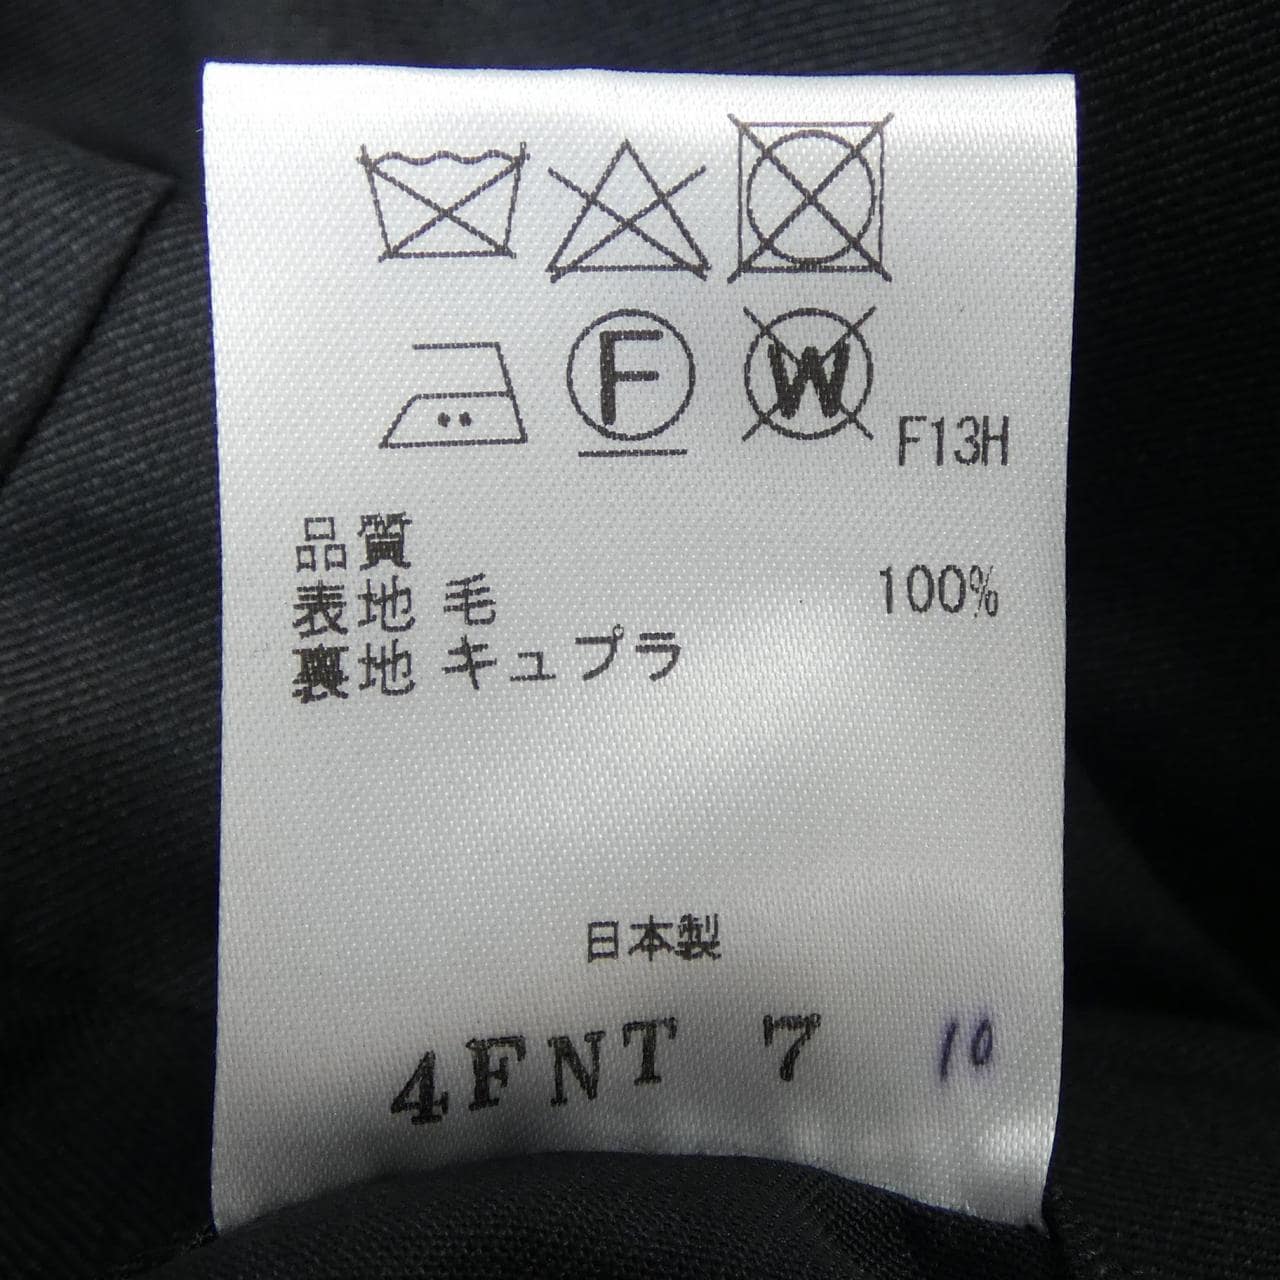 F W F13H
品質
表地 毛 100%
裏地 キュプラ
日本製
4FNT 7 10